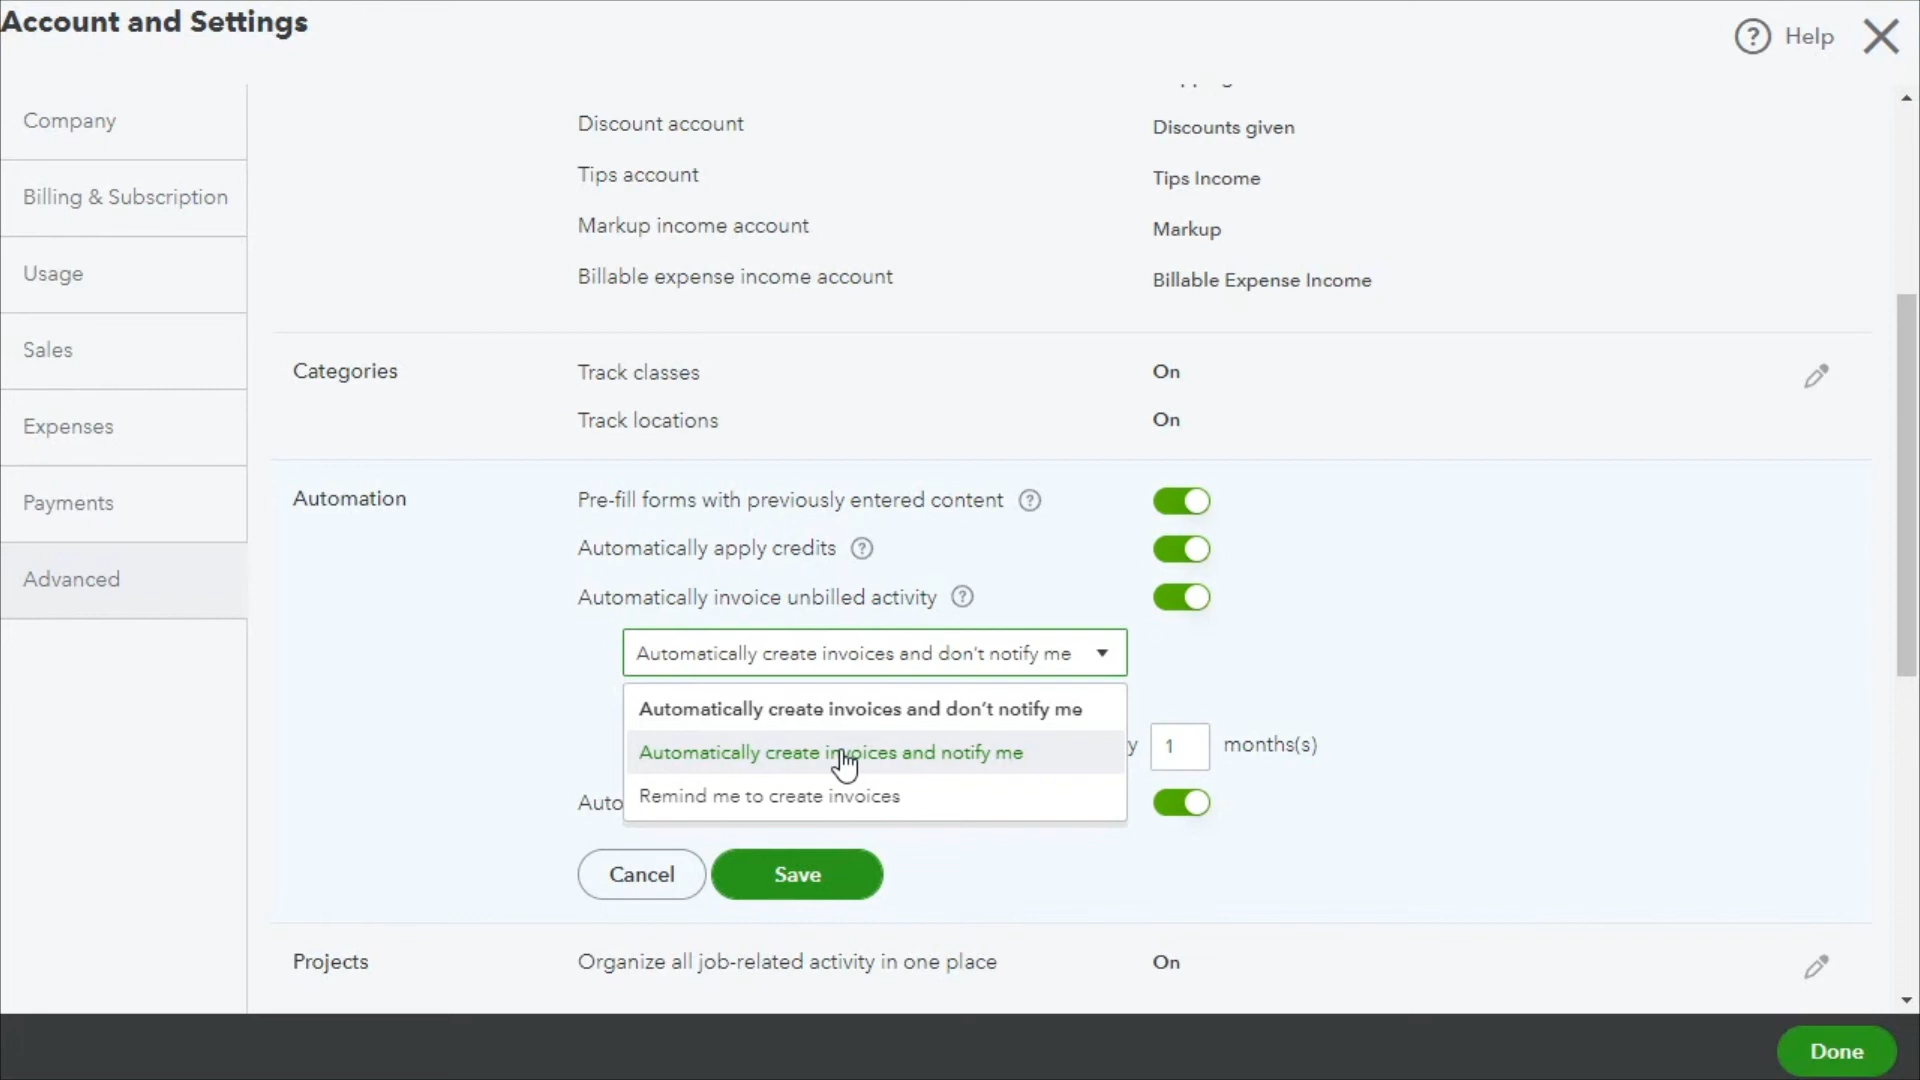 Account and Settings
? Help
Company
Billing & Subscription
Usage
Sales
Expenses
Payments
Advanced
Discount account Discounts given
Tips account Tips Income
Markup income account Markup
Billable expense income account Billable Expense Income
Categories Track classes On
Track locations On
Automation Pre-fill forms with previously entered content ?
Automatically apply credits ?
Automatically invoice unbilled activity ?
Automatically create invoices and don't notify me
Automatically create invoices and don't notify me
Automatically create invoices and notify me
y 1 months(s)
Remind me to create invoices
Auto
Cancel Save
Projects Organize all job-related activity in one place On
Done